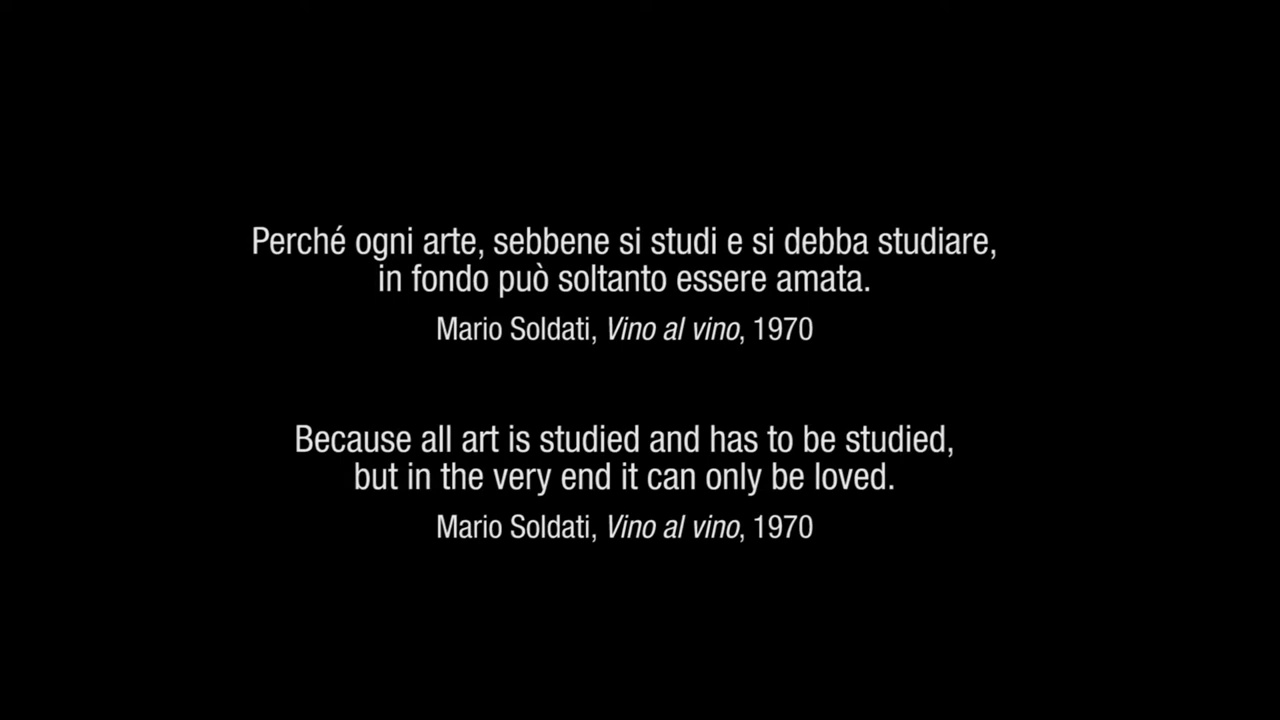 Perché ogni arte, sebbene si studi e si debba studiare,
in fondo può soltanto essere amata.
Mario Soldati, Vino al vino, 1970
Because all art is studied and has to be studied,
but in the very end it can only be loved.
Mario Soldati, Vino al vino, 1970